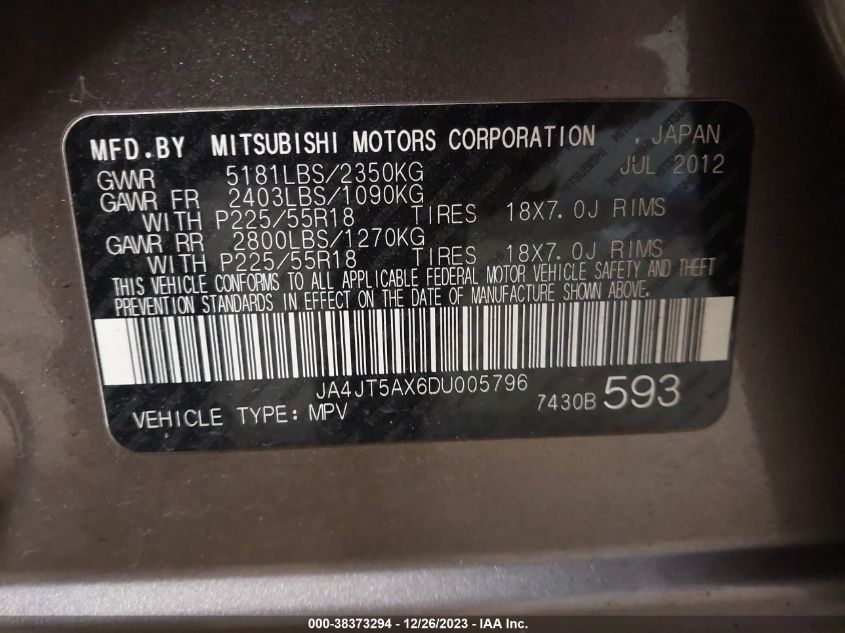 MFD.BY MITSUBISHI MOTORS CORPORATION , JAPAN
GVWR 5181LBS/2350KG JUL 2012
GAWR FR 2403LBS/1090KG
WITH P225/55R18 TIRES 18X7.0J RIMS
GAWR RR 2800LBS/1270KG
WITH P225/55R18 TIRES 18X7.0J RIMS
THIS VEHICLE CONFORMS TO ALL APPLICABLE FEDERAL MOTOR VEHICLE SAFETY AND THEFT
PREVENTION STANDARDS IN EFFECT ON THE DATE OF MANUFACTURE SHOWN ABOVE.
JA4JT5AX6DU005796
VEHICLE TYPE: MPV 7430B 593
000-38373294 - 12/26/2023 - IAA Inc.